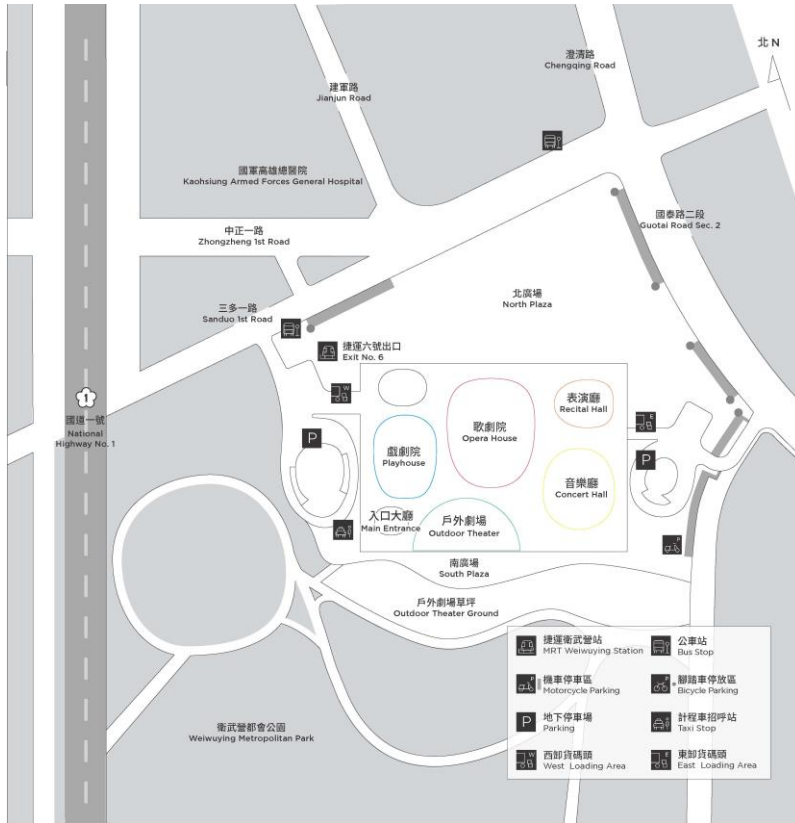 澄清路
Chengqing Road
北 N
建軍路
Jianjun Road
國軍高雄總醫院
Kaohsiung Armed Forces General Hospital
國泰路二段
Guotai Road Sec. 2
中正一路
Zhongzheng 1st Road
北廣場
North Plaza
三多一路
Sanduo 1st Road
捷運六號出口
Exit No. 6
W
1
國道一號
National
Highway No. 1
表演廳
Recital Hall
歌劇院
Opera House
E
P
戲劇院
Playhouse
P
音樂廳
Concert Hall
入口大廳
Main Entrance
戶外劇場
Outdoor Theater
P
南廣場
South Plaza
戶外劇場草坪
Outdoor Theater Ground
衛武營都會公園
Weiwuying Metropolitan Park
捷運衛武營站
MRT Weiwuying Station
公車站
Bus Stop
P
機車停車區
Motorcycle Parking
P
腳踏車停放區
Bicycle Parking
P
地下停車場
Parking
計程車招呼站
Taxi Stop
W
西卸貨碼頭
West Loading Area
E
東卸貨碼頭
East Loading Area